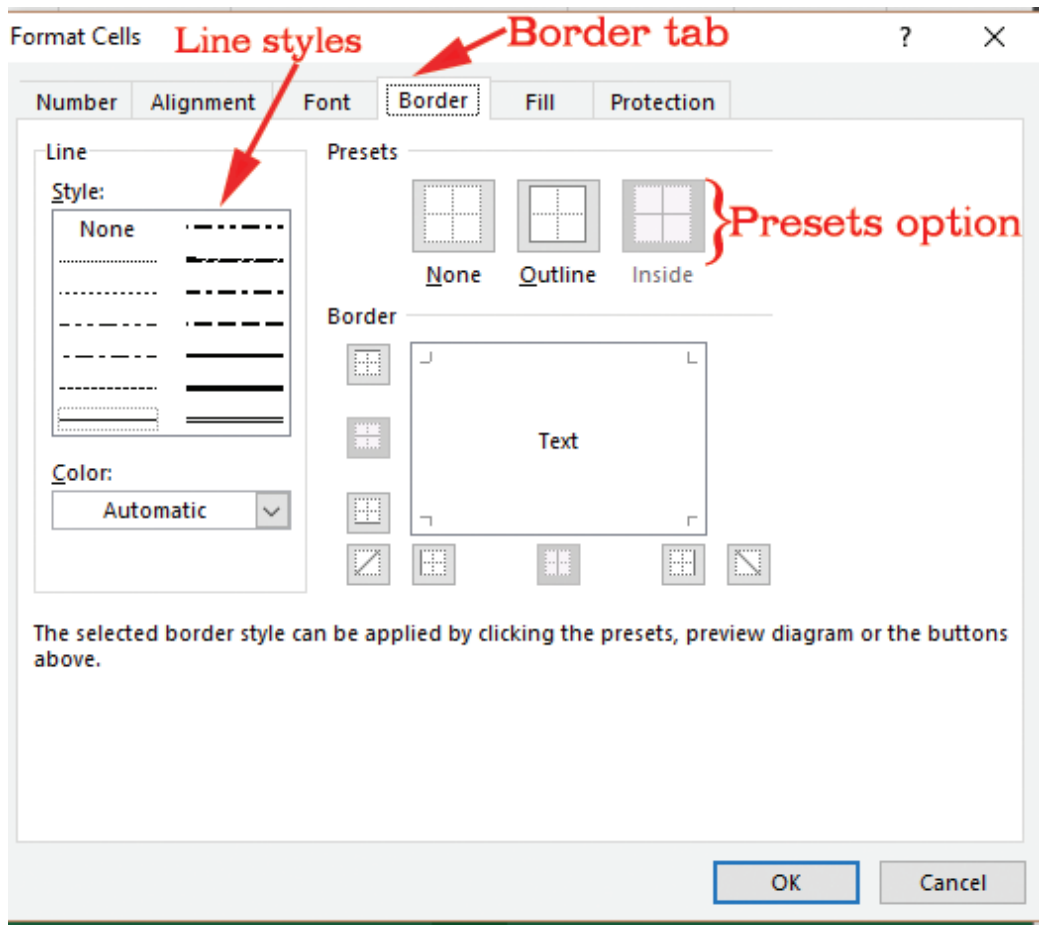 Format Cells
Line styles
Border tab
?
Number
Alignment
Font
Border
Fill
Protection
Line
Style:
None
Presets
None
Outline
Inside
Presets option
Border
Text
Color:
Automatic
The selected border style can be applied by clicking the presets, preview diagram or the buttons
above.
OK
Cancel